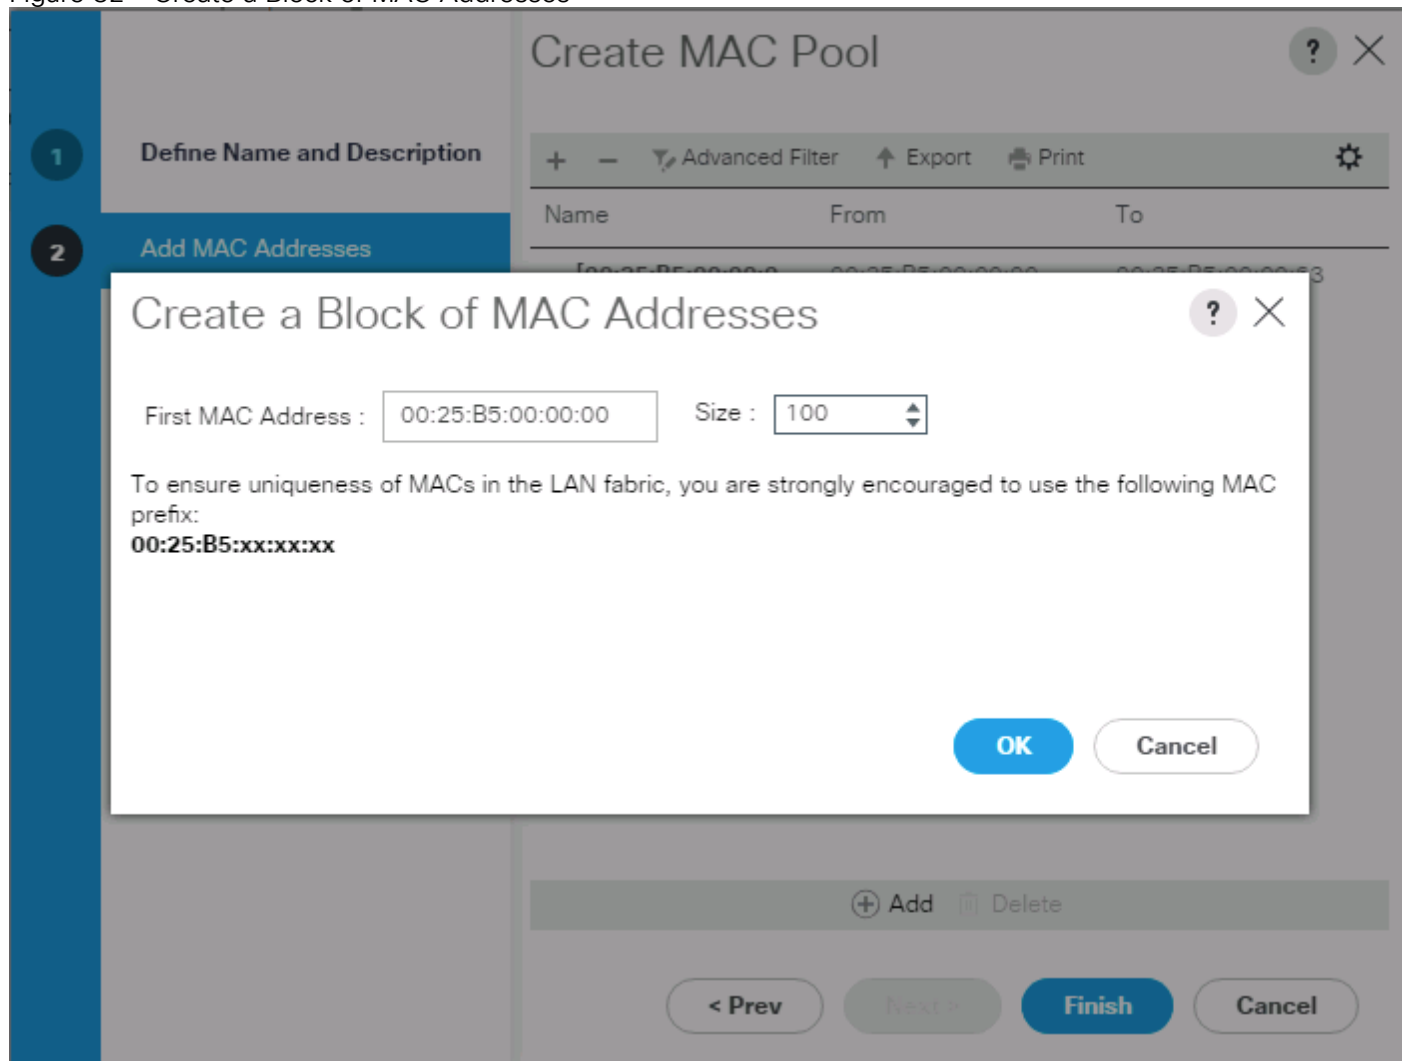 Create MAC Pool
?
1 Define Name and Description
+ − Advanced Filter Export Print
Name From To
2 Add MAC Addresses
Create a Block of MAC Addresses
?
First MAC Address : 00:25:B5:00:00:00 Size : 100
To ensure uniqueness of MACs in the LAN fabric, you are strongly encouraged to use the following MAC
prefix:
00:25:B5:xx:xx:xx
OK Cancel
Add Delete
< Prev Next > Finish Cancel